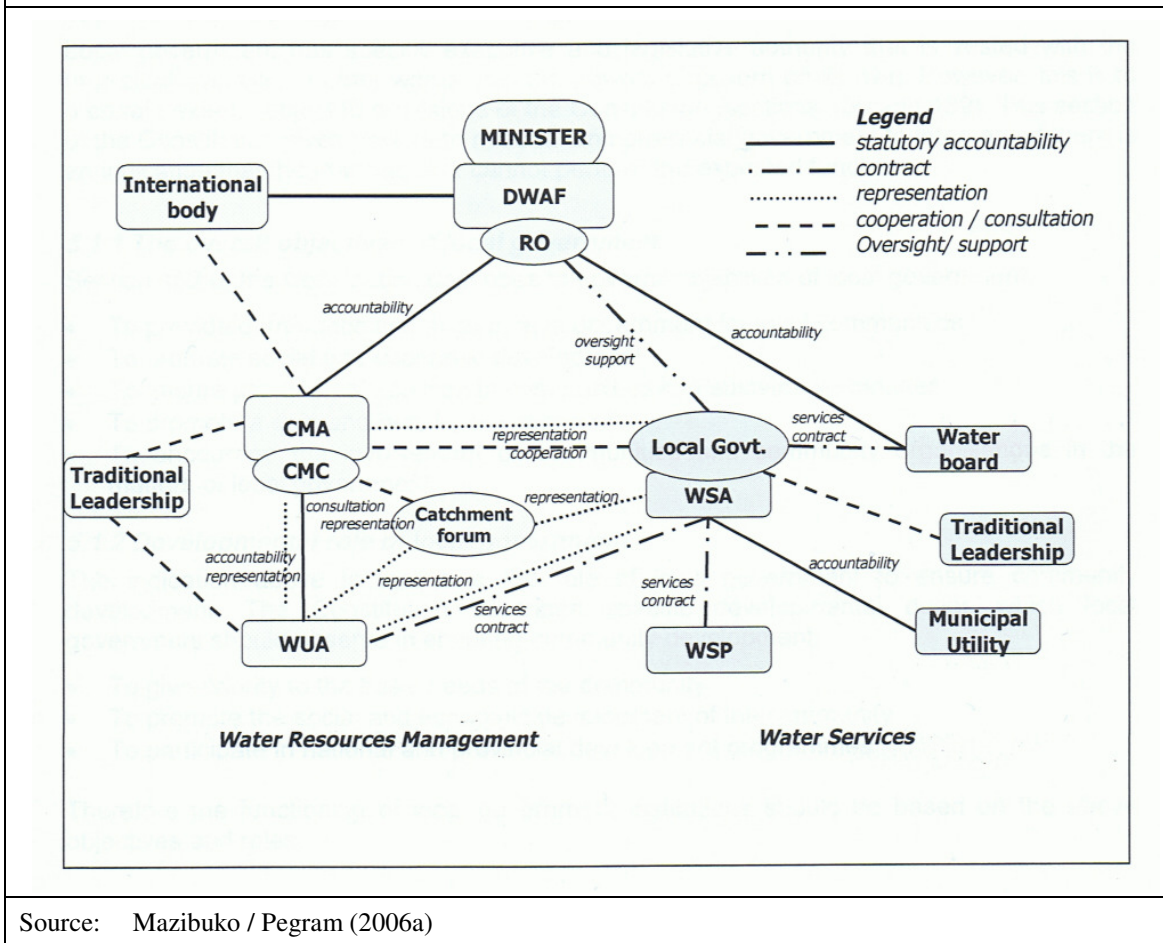 MINISTER
Legend
statutory accountability
contract
representation
cooperation / consultation
Oversight/ support
International
body
DWAF
RO
accountability
oversight
support
accountability
CMA
CMC
representation
cooperation
Local Govt.
WSA
services
contract
Water
board
Traditional
Leadership
consultation
representation
Catchment
forum
representation
Traditional
Leadership
accountability
representation
representation
services
contract
services
contract
accountability
WUA
WSP
Municipal
Utility
Water Resources Management
Water Services
Source: Mazibuko / Pegram (2006a)